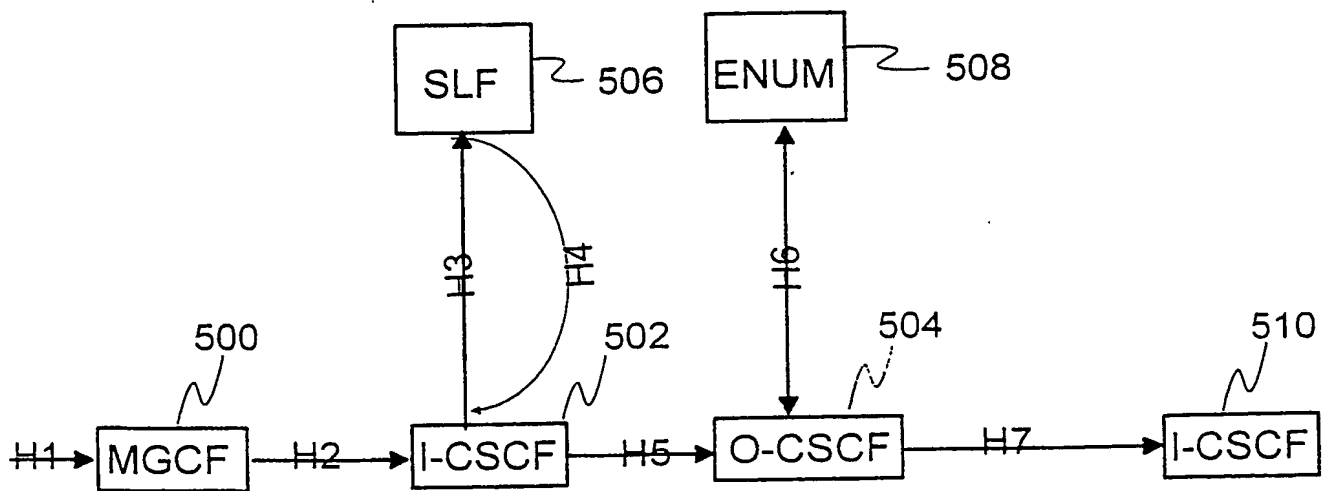 SLF
506
ENUM
508
H3
H4
H6
500
502
504
510
H1
MGCF
H2
I-CSCF
H5
O-CSCF
H7
I-CSCF